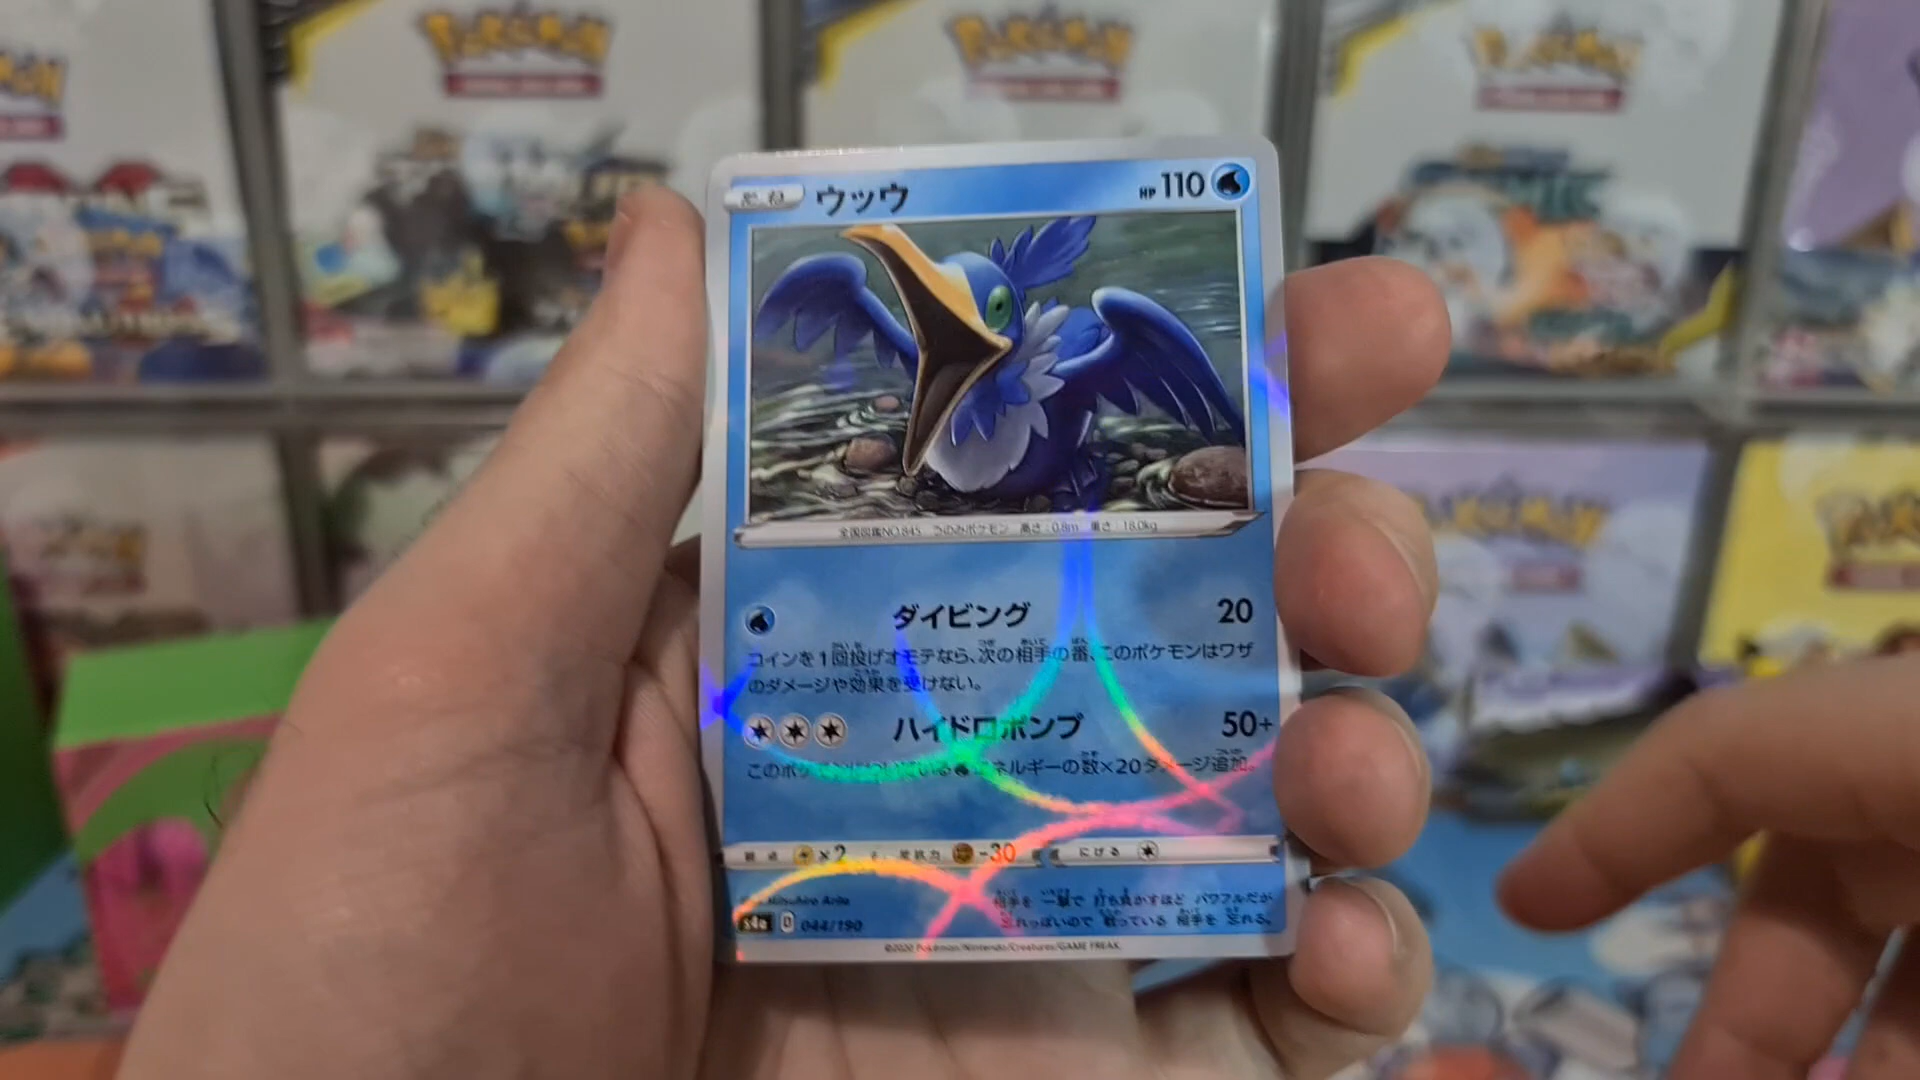 Pokémon
Pokémon
Pokémon
たね ウッウ HP 110
全国図鑑NO.845 うのみポケモン 高さ:0.8m 重さ:18.0kg
ダイビング 20
コインを1回投げオモテなら、次の相手の番、このポケモンはワザ
のダメージや効果を受けない。
ハイドロポンプ 50+
エネルギーの数×20ダメージ追加。
弱点 ×2 抵抗力 -30 にげる
Mitsuhiro Arita
s4a D 044/190
相手を 一撃で 打ち負かすほど パワフルだが
忘れっぽいので 戦っている 相手を 忘れる。
©2020 Pokémon/Nintendo/Creatures/GAME FREAK.